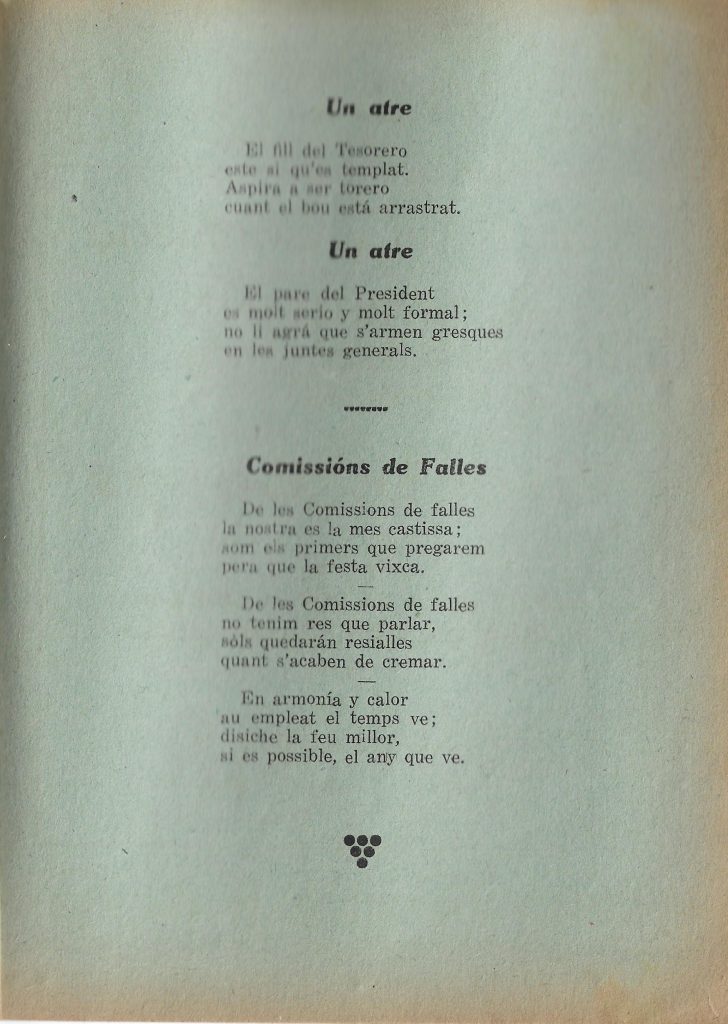 Un atre
El fill del Tesorero
este si qu'es templat.
Aspira a ser torero
cuant el bou está arrastrat.
Un atre
El pare del President
es molt serio y molt formal;
no li agrá que s'armen gresques
en les juntes generals.
Comissións de Falles
De les Comissions de falles
la nostra es la mes castissa;
som els primers que pregarem
pera que la festa vixca.
De les Comissions de falles
no tenim res que parlar,
sòls quedarán resialles
quant s'acaben de cremar.
En armonía y calor
au empleat el temps ve;
disiche la feu millor,
si es possible, el any que ve.